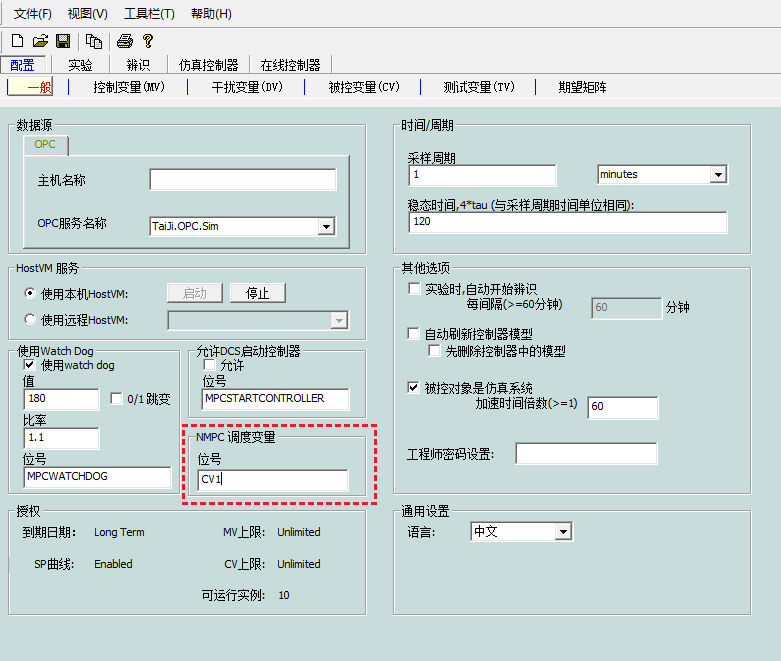 文件(F) 视图(V) 工具栏(T) 帮助(H)
配置 实验 辨识 仿真控制器 在线控制器
一般 控制变量(MV) 干扰变量(DV) 被控变量(CV) 测试变量(TV) 期望矩阵
数据源
OPC
主机名称
OPC服务名称 TaiJi.OPC.Sim
HostVM 服务
使用本机HostVM: 启动 停止
使用远程HostVM:
使用Watch Dog
使用watch dog
值
180 0/1 跳变
比率
1.1
位号
MPCWATCHDOG
允许DCS启动控制器
允许
位号
MPCSTARTCONTROLLER
NMPC 调度变量
位号
CV1
授权
到期日期: Long Term MV上限: Unlimited
SP曲线: Enabled CV上限: Unlimited
可运行实例: 10
时间/周期
采样周期
1 minutes
稳态时间,4*tau (与采样周期时间单位相同):
120
其他选项
实验时,自动开始辨识
每间隔(>=60分钟) 60 分钟
自动刷新控制器模型
先删除控制器中的模型
被控对象是仿真系统
加速时间倍数(>=1) 60
工程师密码设置:
通用设置
语言: 中文